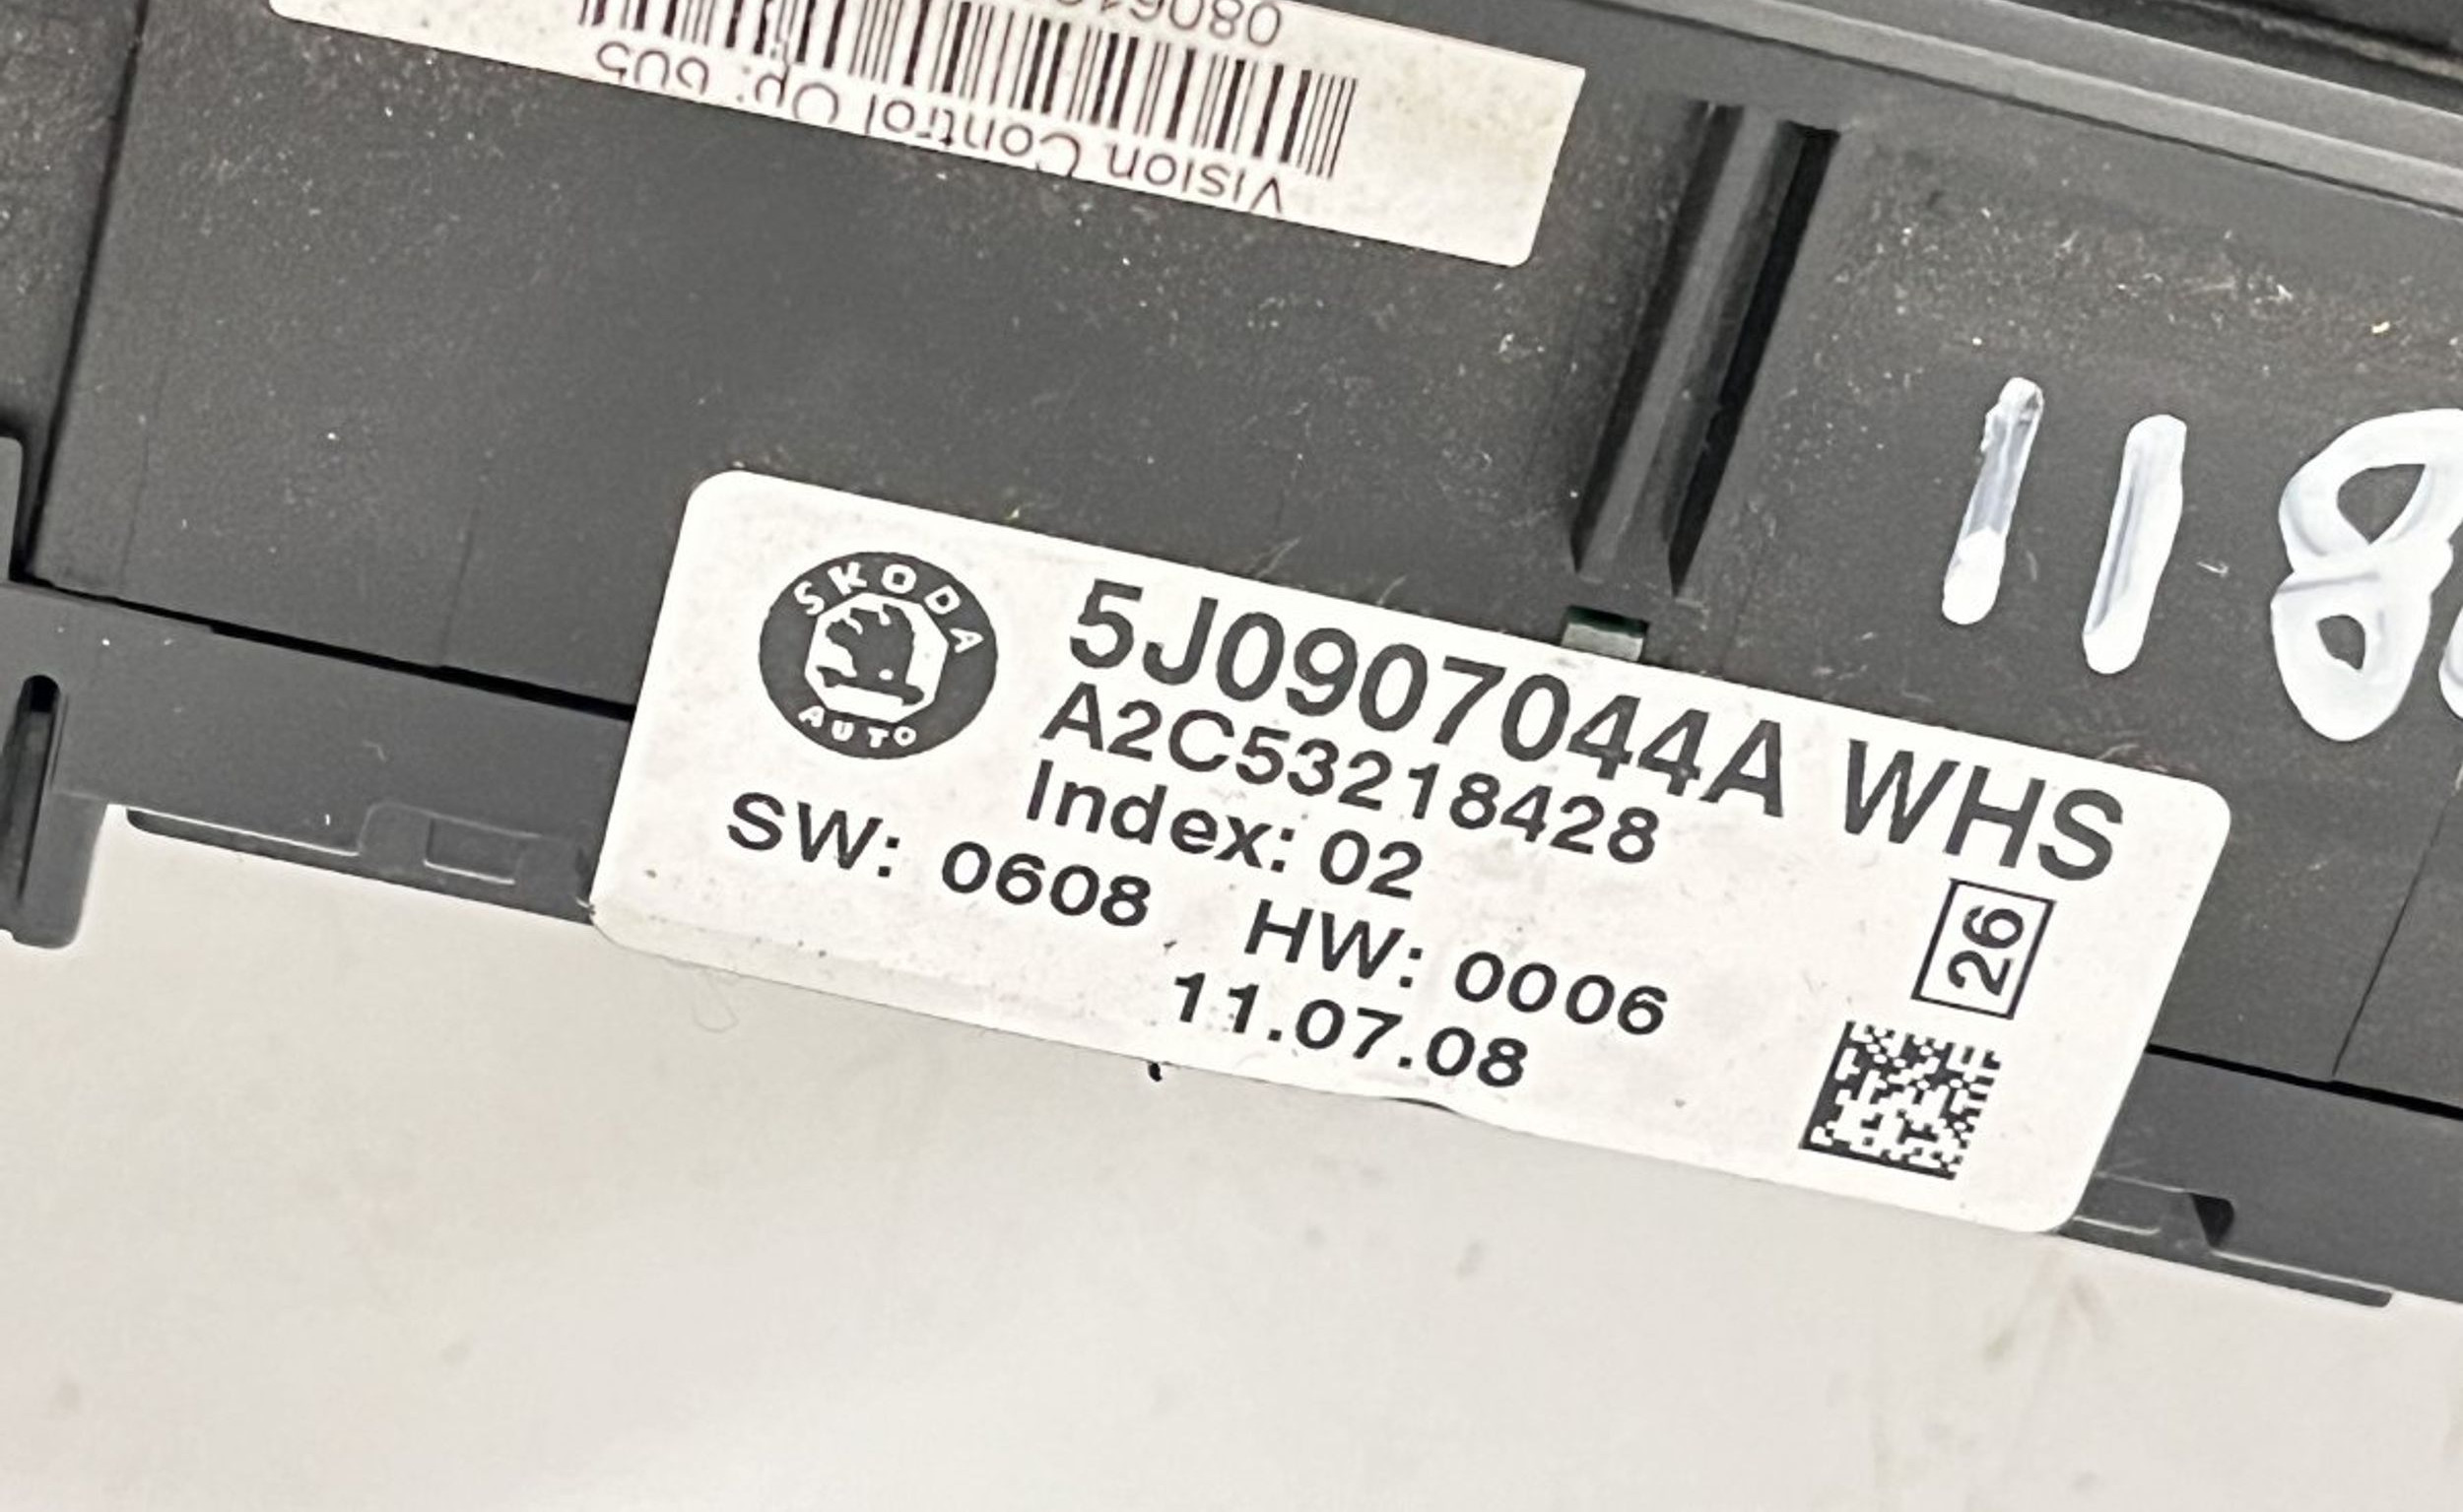 Vision Control Op: 605
SKODA
AUTO
5J0907044A WHS
A2C53218428
Index: 02
SW: 0608 HW: 0006
26
11.07.08
118